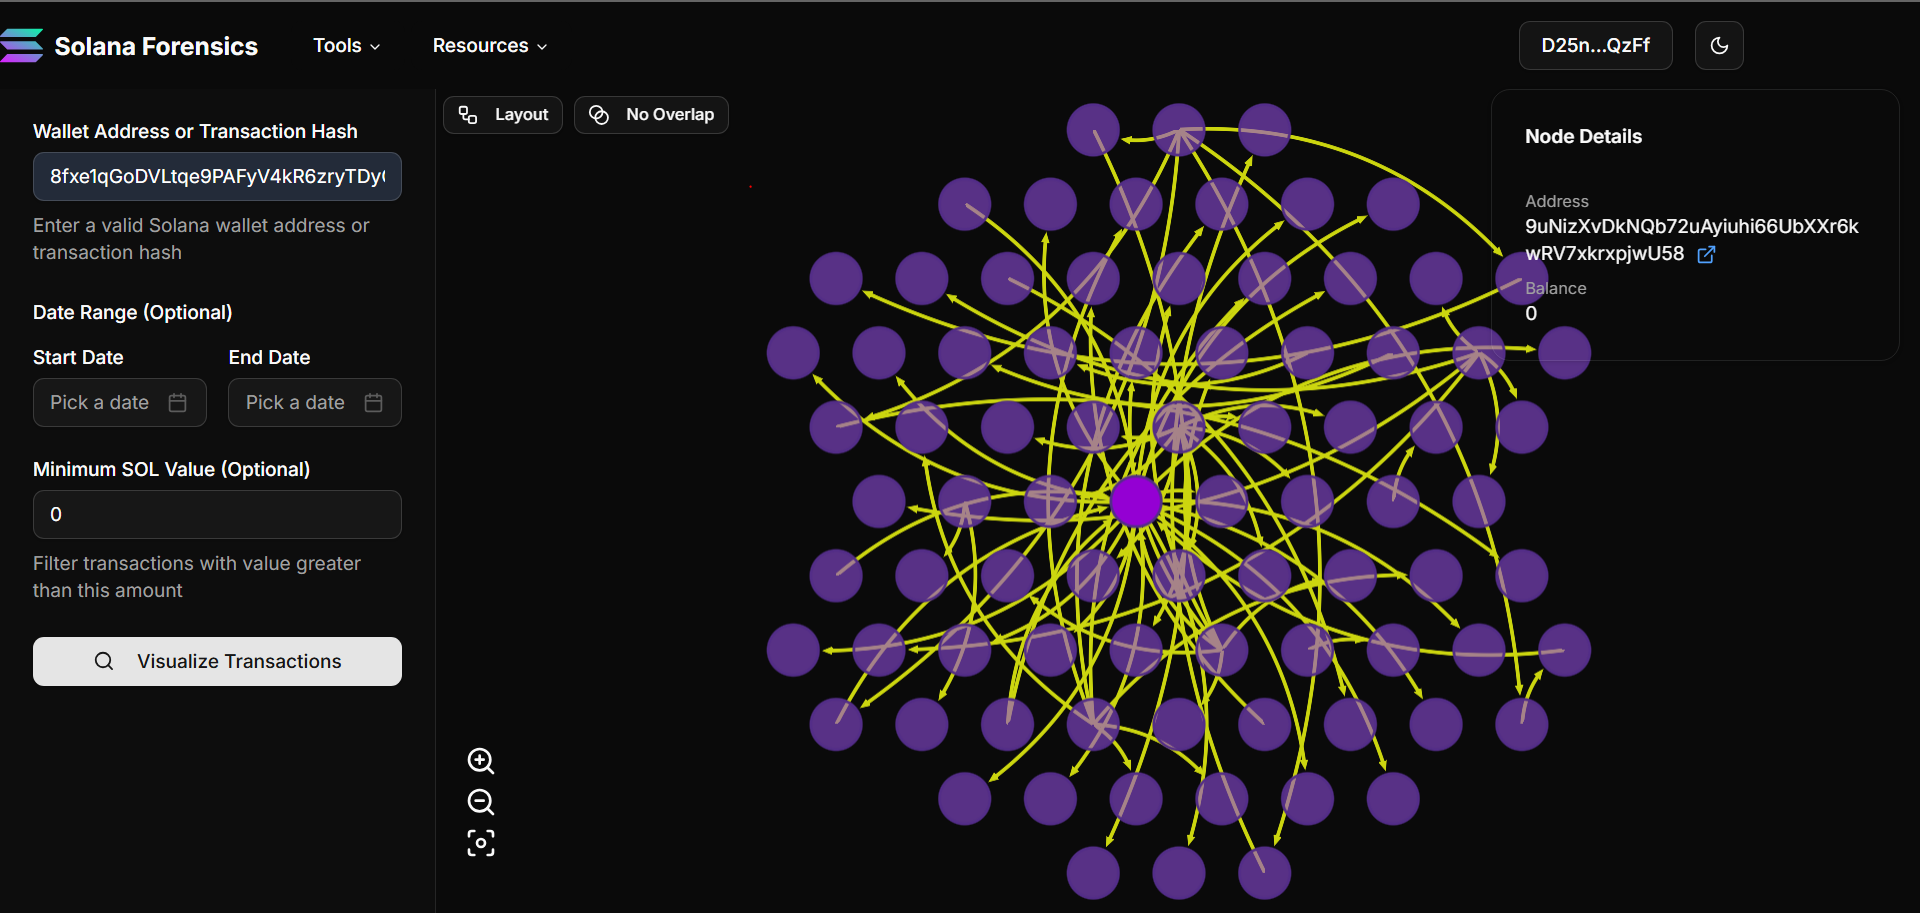 Solana Forensics
Tools
Resources
D25n...QzFf
Wallet Address or Transaction Hash
8fxe1qGoDVLtqe9PAFyV4kR6zryTDy
Enter a valid Solana wallet address or
transaction hash
Date Range (Optional)
Start Date
End Date
Pick a date
Pick a date
Minimum SOL Value (Optional)
0
Filter transactions with value greater
than this amount
Visualize Transactions
Layout
No Overlap
Node Details
Address
9uNizXvDkNQb72uAyiuhi66UbXXr6k
wRV7xkrxpjwU58
Balance
0